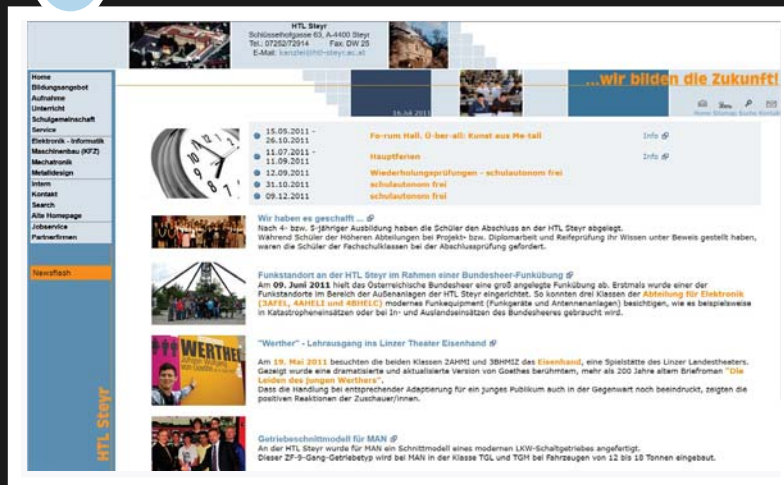 HTL Steyr
Schlüsselhofgasse 63, A-4400 Steyr
Tel.: 07252/72914 Fax: DW 25
E-Mail: kanzlei@htl-steyr.ac.at
...wir bilden die Zukunft!
16.Juli 2011
Home Sitemap Suche Kontakt
Home
Bildungsangebot
Aufnahme
Unterricht
Schulgemeinschaft
Service
Elektronik - Informatik
Maschinenbau (KFZ)
Mechatronik
Metalldesign
Intern
Kontakt
Search
Alte Homepage
Jobservice
Partnerfirmen
Newsflash
HTL Steyr
15.05.2011 -
26.10.2011
Fo-rum Hall. Ü-ber-all: Kunst aus Me-tall Info
11.07.2011 -
11.09.2011
Hauptferien Info
12.09.2011 Wiederholungsprüfungen - schulautonom frei
31.10.2011 schulautonom frei
09.12.2011 schulautonom frei
Wir haben es geschafft ...
Nach 4- bzw. 5-jähriger Ausbildung haben die Schüler den Abschluss an der HTL Steyr abgelegt.
Während Schüler der Höheren Abteilungen bei Projekt- bzw. Diplomarbeit und Reifeprüfung ihr Wissen unter Beweis gestellt haben,
waren die Schüler der Fachschulklassen bei der Abschlussprüfung gefordert.
Funkstandort an der HTL Steyr im Rahmen einer Bundesheer-Funkübung
Am 09. Juni 2011 hielt das Österreichische Bundesheer eine groß angelegte Funkübung ab. Erstmals wurde einer der
Funkstandorte im Bereich der Außenanlagen der HTL Steyr eingerichtet. So konnten drei Klassen der Abteilung für Elektronik
(3AFEL, 4AHELI und 4BHELC) modernes Funkequipment (Funkgeräte und Antennenanlagen) besichtigen, wie es beispielsweise
in Katastropheneinsätzen oder bei In- und Auslandseinsätzen des Bundesheeres gebraucht wird.
WERTHER
"Werther" - Lehrausgang ins Linzer Theater Eisenhand
Am 19. Mai 2011 besuchten die beiden Klassen 2AHMI und 3BHMIZ das Eisenhand, eine Spielstätte des Linzer Landestheaters.
Gezeigt wurde eine dramatisierte und aktualisierte Version von Goethes berühmtem, mehr als 200 Jahre altem Briefroman "Die
Leiden des jungen Werthers".
Dass die Handlung bei entsprechender Adaptierung für ein junges Publikum auch in der Gegenwart noch beeindruckt, zeigten die
positiven Reaktionen der Zuschauer/innen.
Getriebeschnittmodell für MAN
An der HTL Steyr wurde für MAN ein Schnittmodell eines modernen LKW-Schaltgetriebes angefertigt.
Dieser ZF-9-Gang-Getriebetyp wird bei MAN in der Klasse TGL und TGM bei Fahrzeugen von 12 bis 18 Tonnen eingebaut.